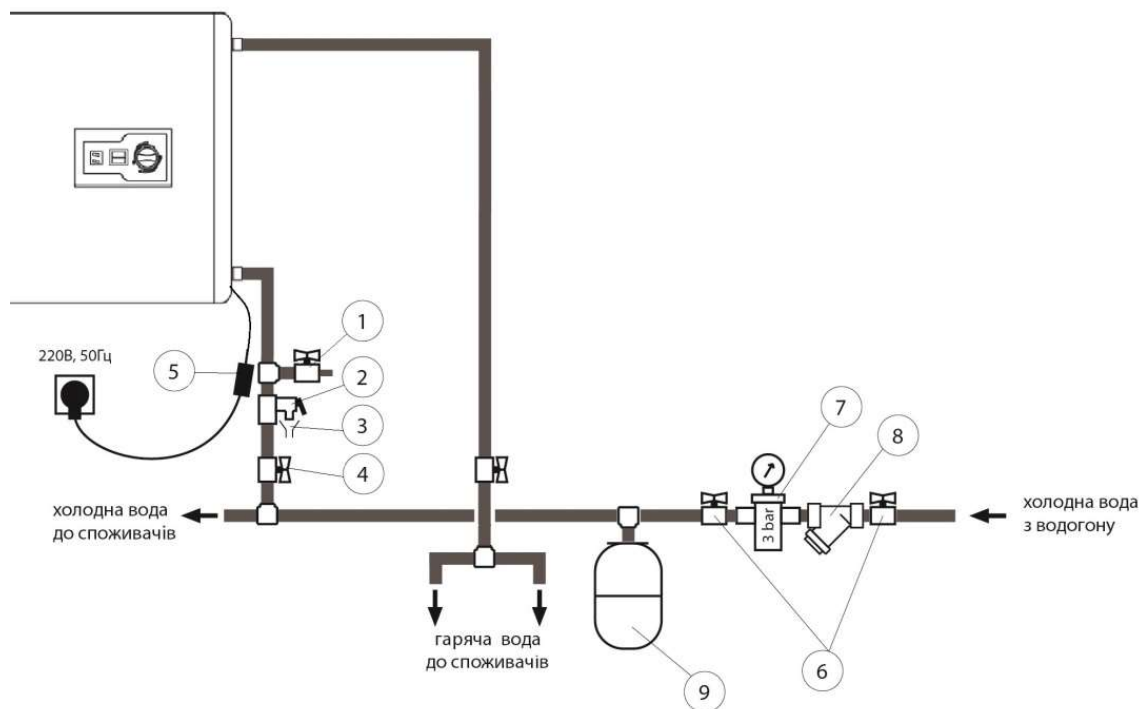 220В, 50Гц
1
5
2
3
4
7
8
3 bar
холодна вода
до споживачів
холодна вода
з водогону
гаряча вода
до споживачів
9
6